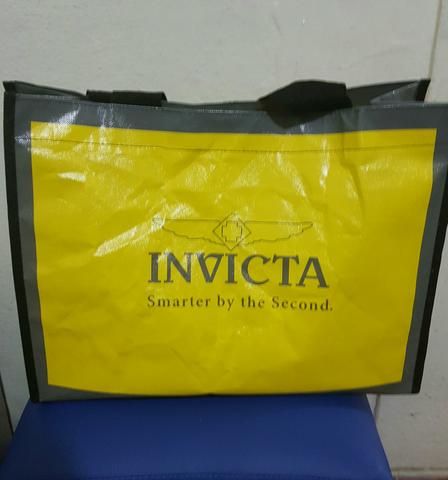 INVICTA
Smarter by the Second.